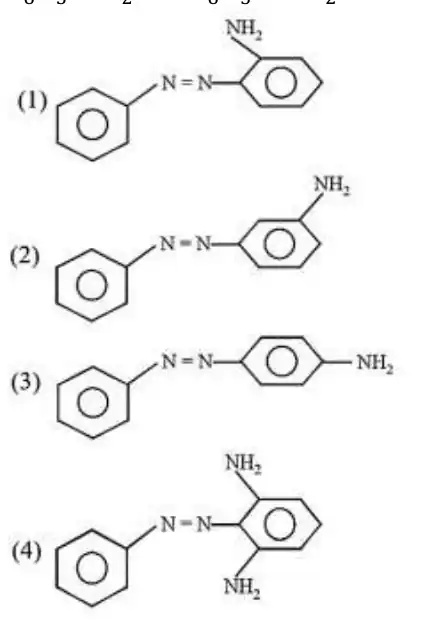 NH₂
(1) N = N
NH₂
(2) N = N
(3) N = N NH₂
NH₂
(4) N = N
NH₂